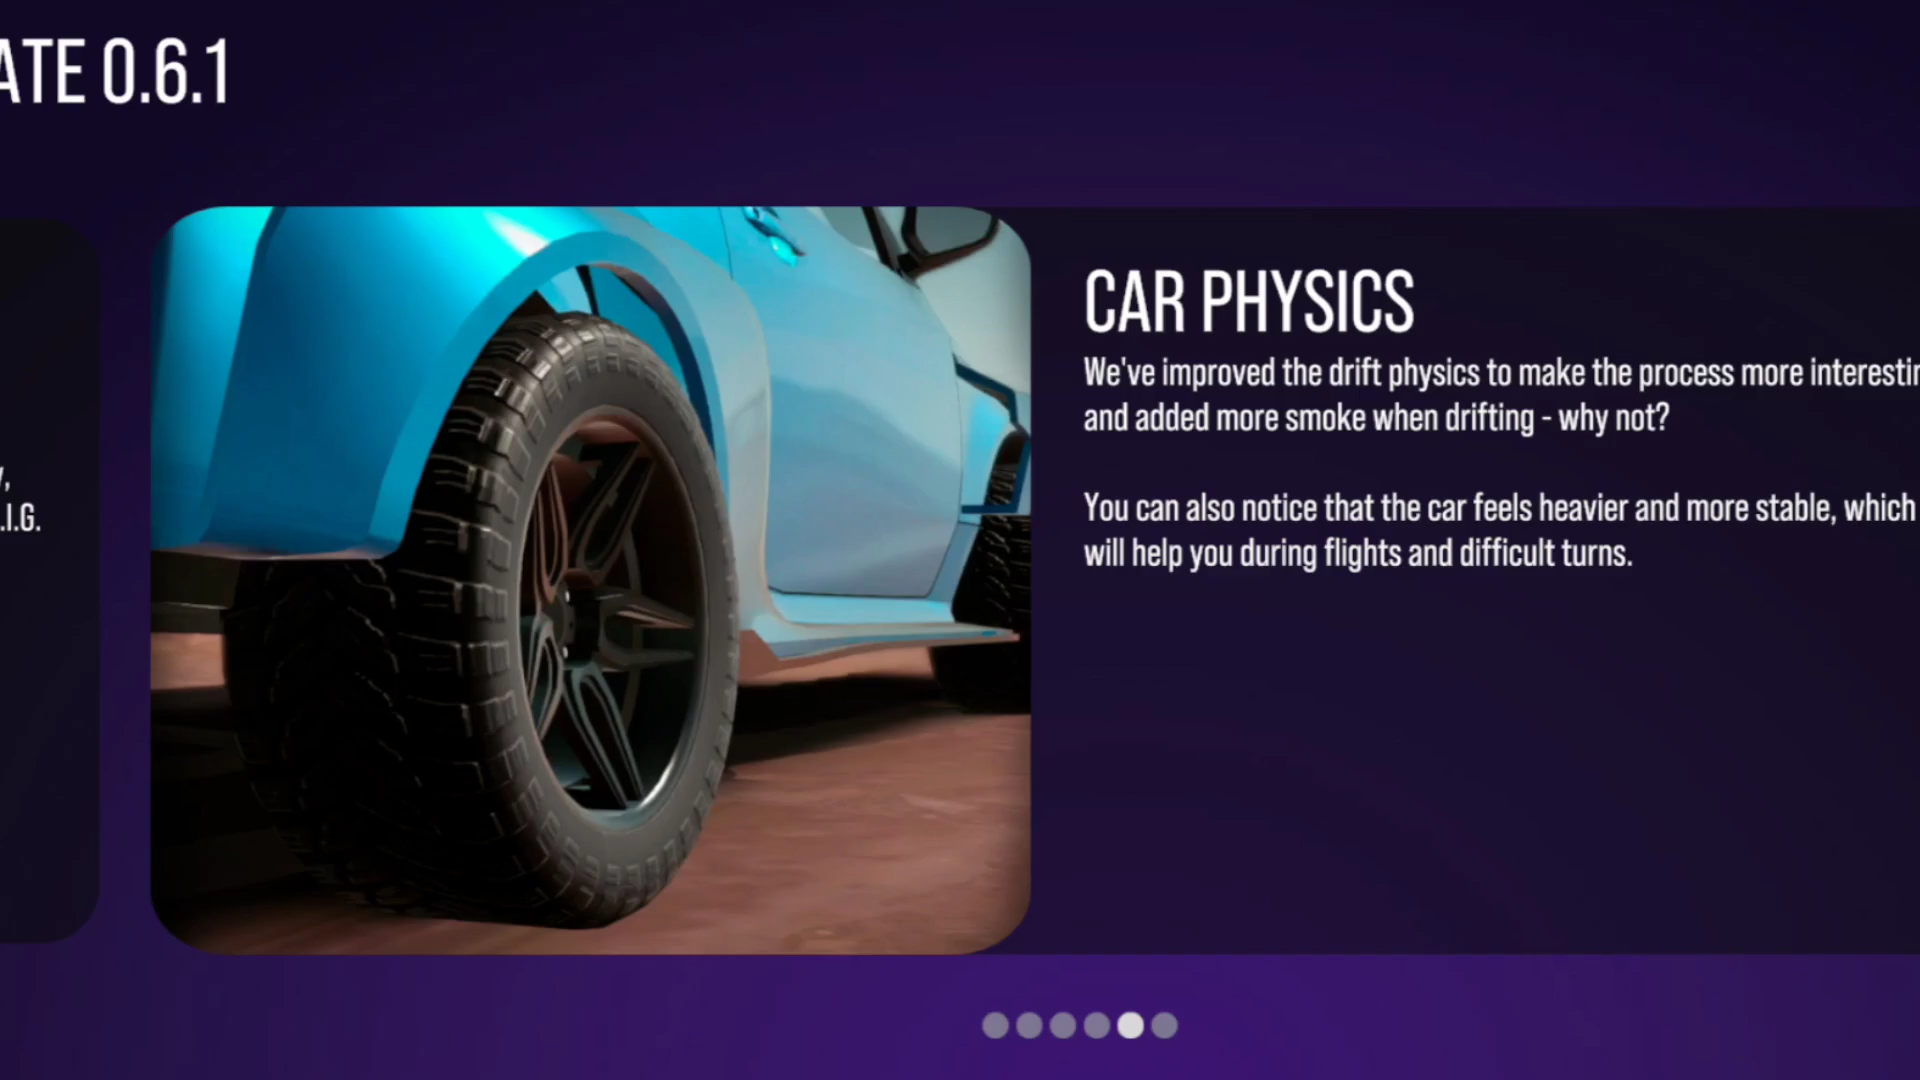 ATE 0.6.1
.I.G.
CAR PHYSICS
We've improved the drift physics to make the process more interestin
and added more smoke when drifting - why not?
You can also notice that the car feels heavier and more stable, which
will help you during flights and difficult turns.